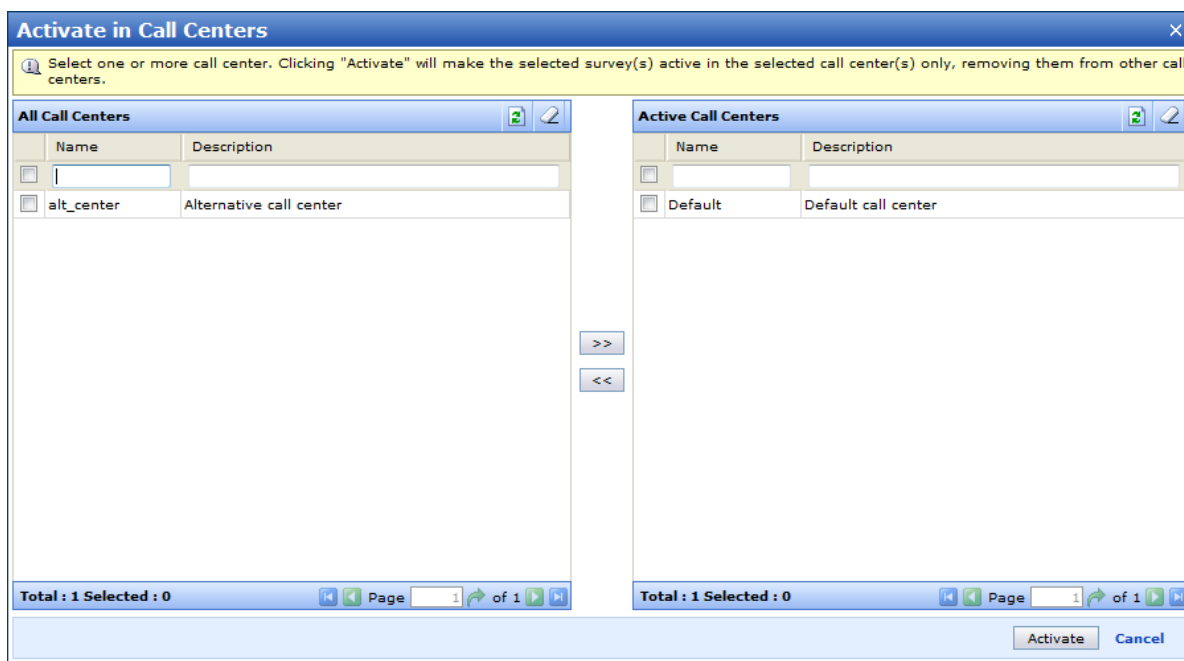 Activate in Call Centers
Select one or more call center. Clicking "Activate" will make the selected survey(s) active in the selected call center(s) only, removing them from other call
centers.
All Call Centers
Active Call Centers
Name Description
Name Description
alt_center Alternative call center
Default Default call center
>>
<<
Total : 1 Selected : 0 Page 1 of 1
Total : 1 Selected : 0 Page 1 of 1
Activate Cancel